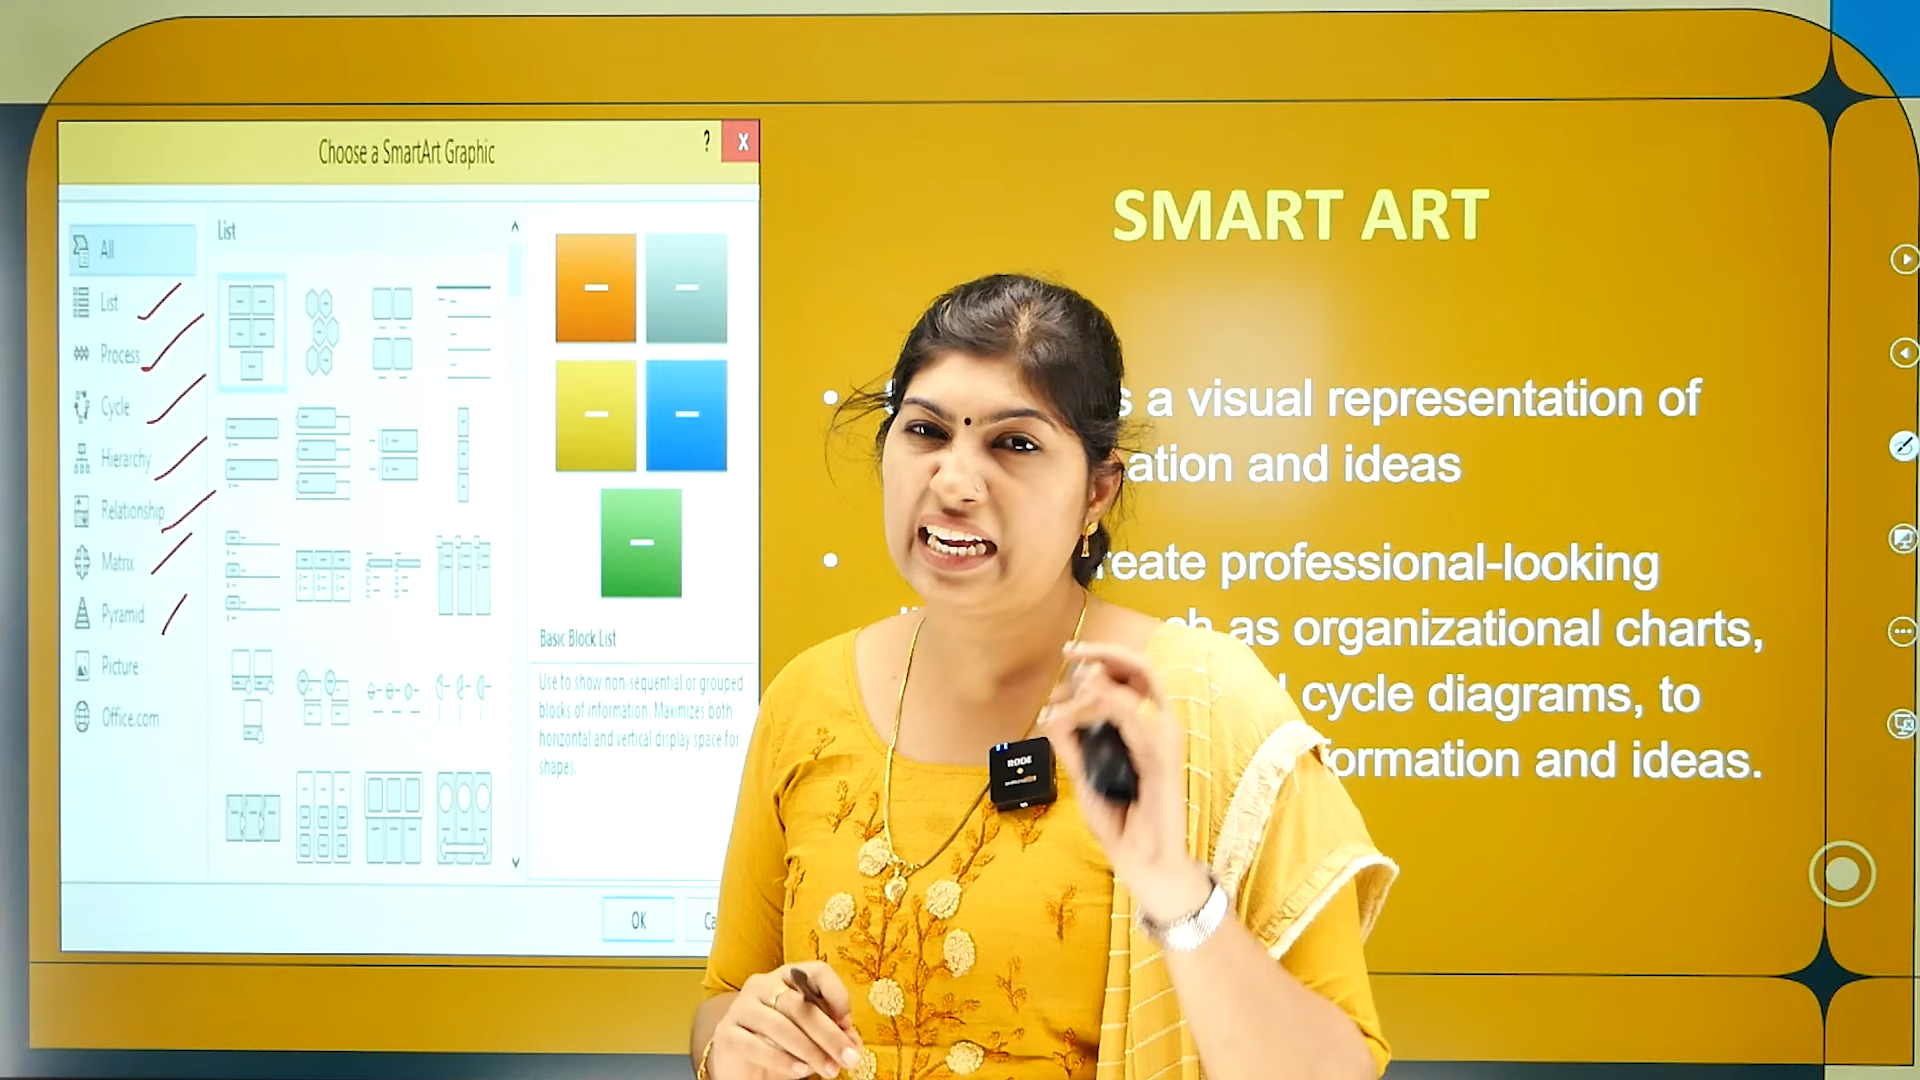 Choose a SmartArt Graphic
?
X
All
List
Process
Cycle
Hierarchy
Relationship
Matrix
Pyramid
Picture
Office.com
List
Basic Block List
Use to show non-sequential or grouped
blocks of information. Maximizes both
horizontal and vertical display space for
shapes.
OK
Ca
SMART ART
s a visual representation of
ation and ideas
reate professional-looking
ch as organizational charts,
cycle diagrams, to
formation and ideas.
RODE